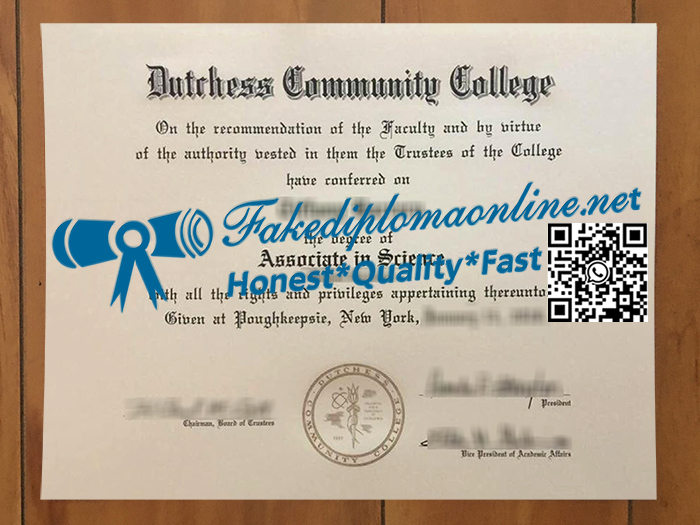 Dutchess Community College
On the recommendation of the Faculty and by virtue
of the authority vested in them the Trustees of the College
have conferred on
Fakediplomaonline.net
the degree of
Associate in Science
Honest*Quality*Fast
with all the rights and privileges appertaining thereunto
Given at Poughkeepsie, New York,
DUTCHESS COMMUNITY COLLEGE
President
Chairman, Board of Trustees
Vice President of Academic Affairs